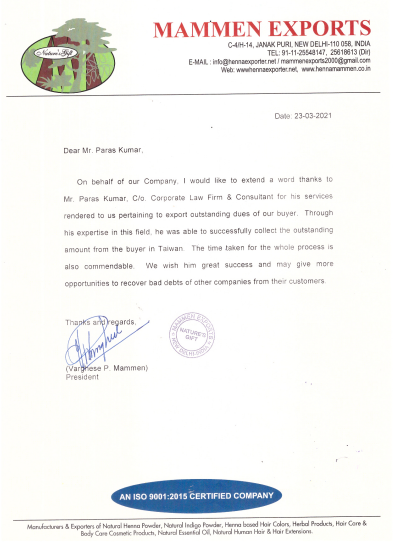 MAMMEN EXPORTS
Nature's Gift
C-4/H-14, JANAK PURI, NEW DELHI-110 058, INDIA
TEL: 91-11-25548147, 25618613 (Dir)
E-MAIL : info@hennaexporter.net / mammenexports2000@gmail.com
Web: www.hennaexporter.net, www.hennamammen.co.in
Date: 23-03-2021
Dear Mr. Paras Kumar,
On behalf of our Company, I would like to extend a word thanks to
Mr. Paras Kumar, C/o. Corporate Law Firm & Consultant for his services
rendered to us pertaining to export outstanding dues of our buyer. Through
his expertise in this field, he was able to successfully collect the outstanding
amount from the buyer in Taiwan. The time taken for the whole process is
also commendable. We wish him great success and may give more
opportunities to recover bad debts of other companies from their customers.
Thanks and regards,
MAMMEN EXPORTS
NATURE'S
GIFT
NEW DELHI (INDIA)
(Varghese P. Mammen)
President
AN ISO 9001:2015 CERTIFIED COMPANY
Manufacturers & Exporters of Natural Henna Powder, Natural Indigo Powder, Henna based Hair Colors, Herbal Products, Hair Care &
Body Care Cosmetic Products, Natural Essential Oil, Natural Human Hair & Hair Extensions.